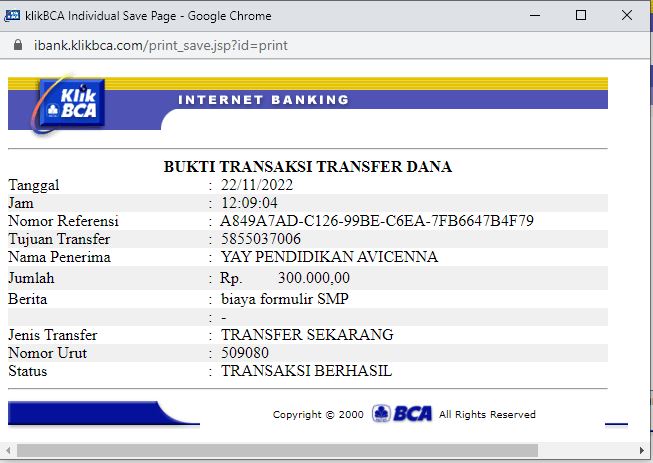 klikBCA Individual Save Page - Google Chrome
ibank.klikbca.com/print_save.jsp?id=print
Klik BCA
INTERNET BANKING
BUKTI TRANSAKSI TRANSFER DANA
Tanggal : 22/11/2022
Jam : 12:09:04
Nomor Referensi : A849A7AD-C126-99BE-C6EA-7FB6647B4F79
Tujuan Transfer : 5855037006
Nama Penerima : YAY PENDIDIKAN AVICENNA
Jumlah : Rp. 300.000,00
Berita : biaya formulir SMP
: -
Jenis Transfer : TRANSFER SEKARANG
Nomor Urut : 509080
Status : TRANSAKSI BERHASIL
Copyright © 2000 BCA All Rights Reserved